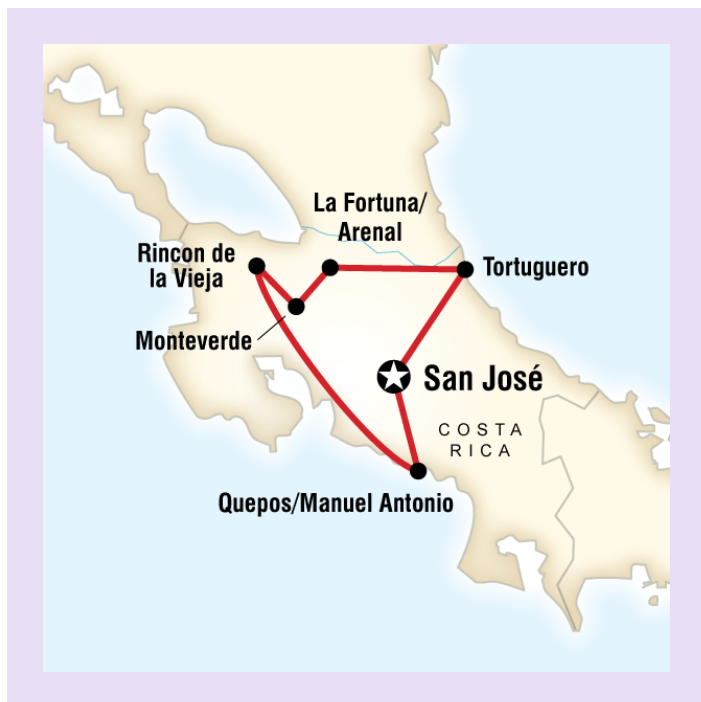 La Fortuna/
Arenal
Rincon de
la Vieja
Tortuguero
Monteverde
San José
COSTA
RICA
Quepos/Manuel Antonio